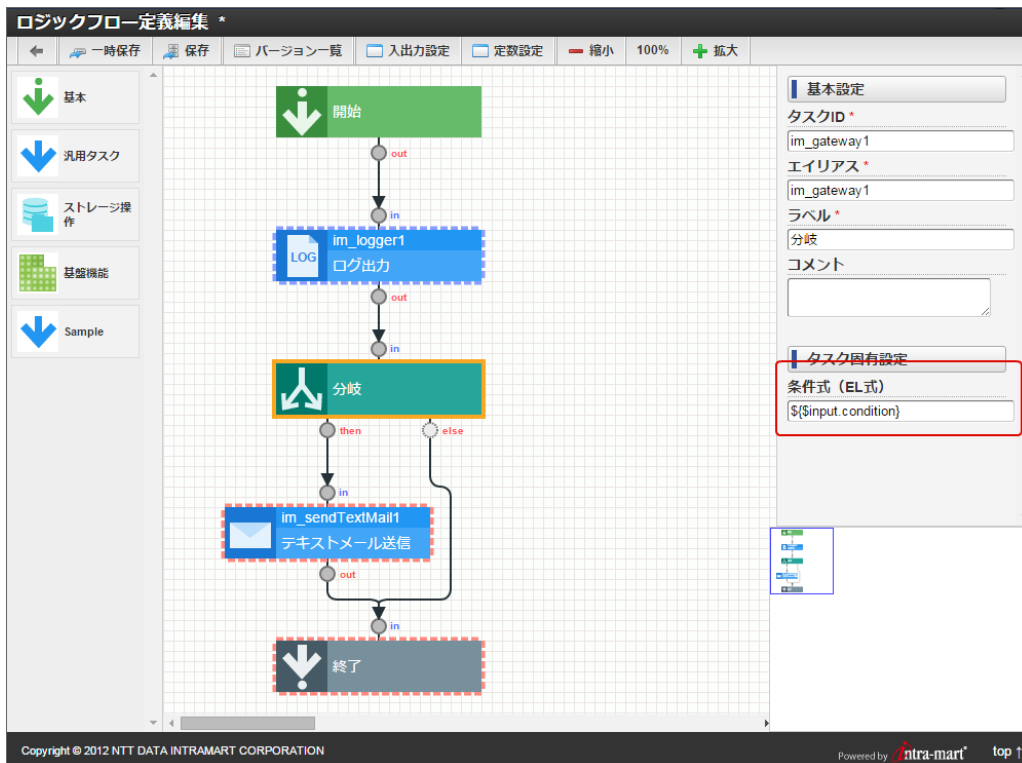 ロジックフロー定義編集 *
一時保存 保存 バージョン一覧 入出力設定 定数設定 縮小 100% 拡大
基本
汎用タスク
ストレージ操
作
基盤機能
Sample
開始
out
in
im_logger1
LOG
ログ出力
out
in
分岐
then else
in
im_sendTextMail1
テキストメール送信
out
in
終了
基本設定
タスクID *
im_gateway1
エイリアス *
im_gateway1
ラベル *
分岐
コメント
タスク固有設定
条件式（EL式）
${$input.condition}
Copyright © 2012 NTT DATA INTRAMART CORPORATION
Powered by intra-mart
top ↑